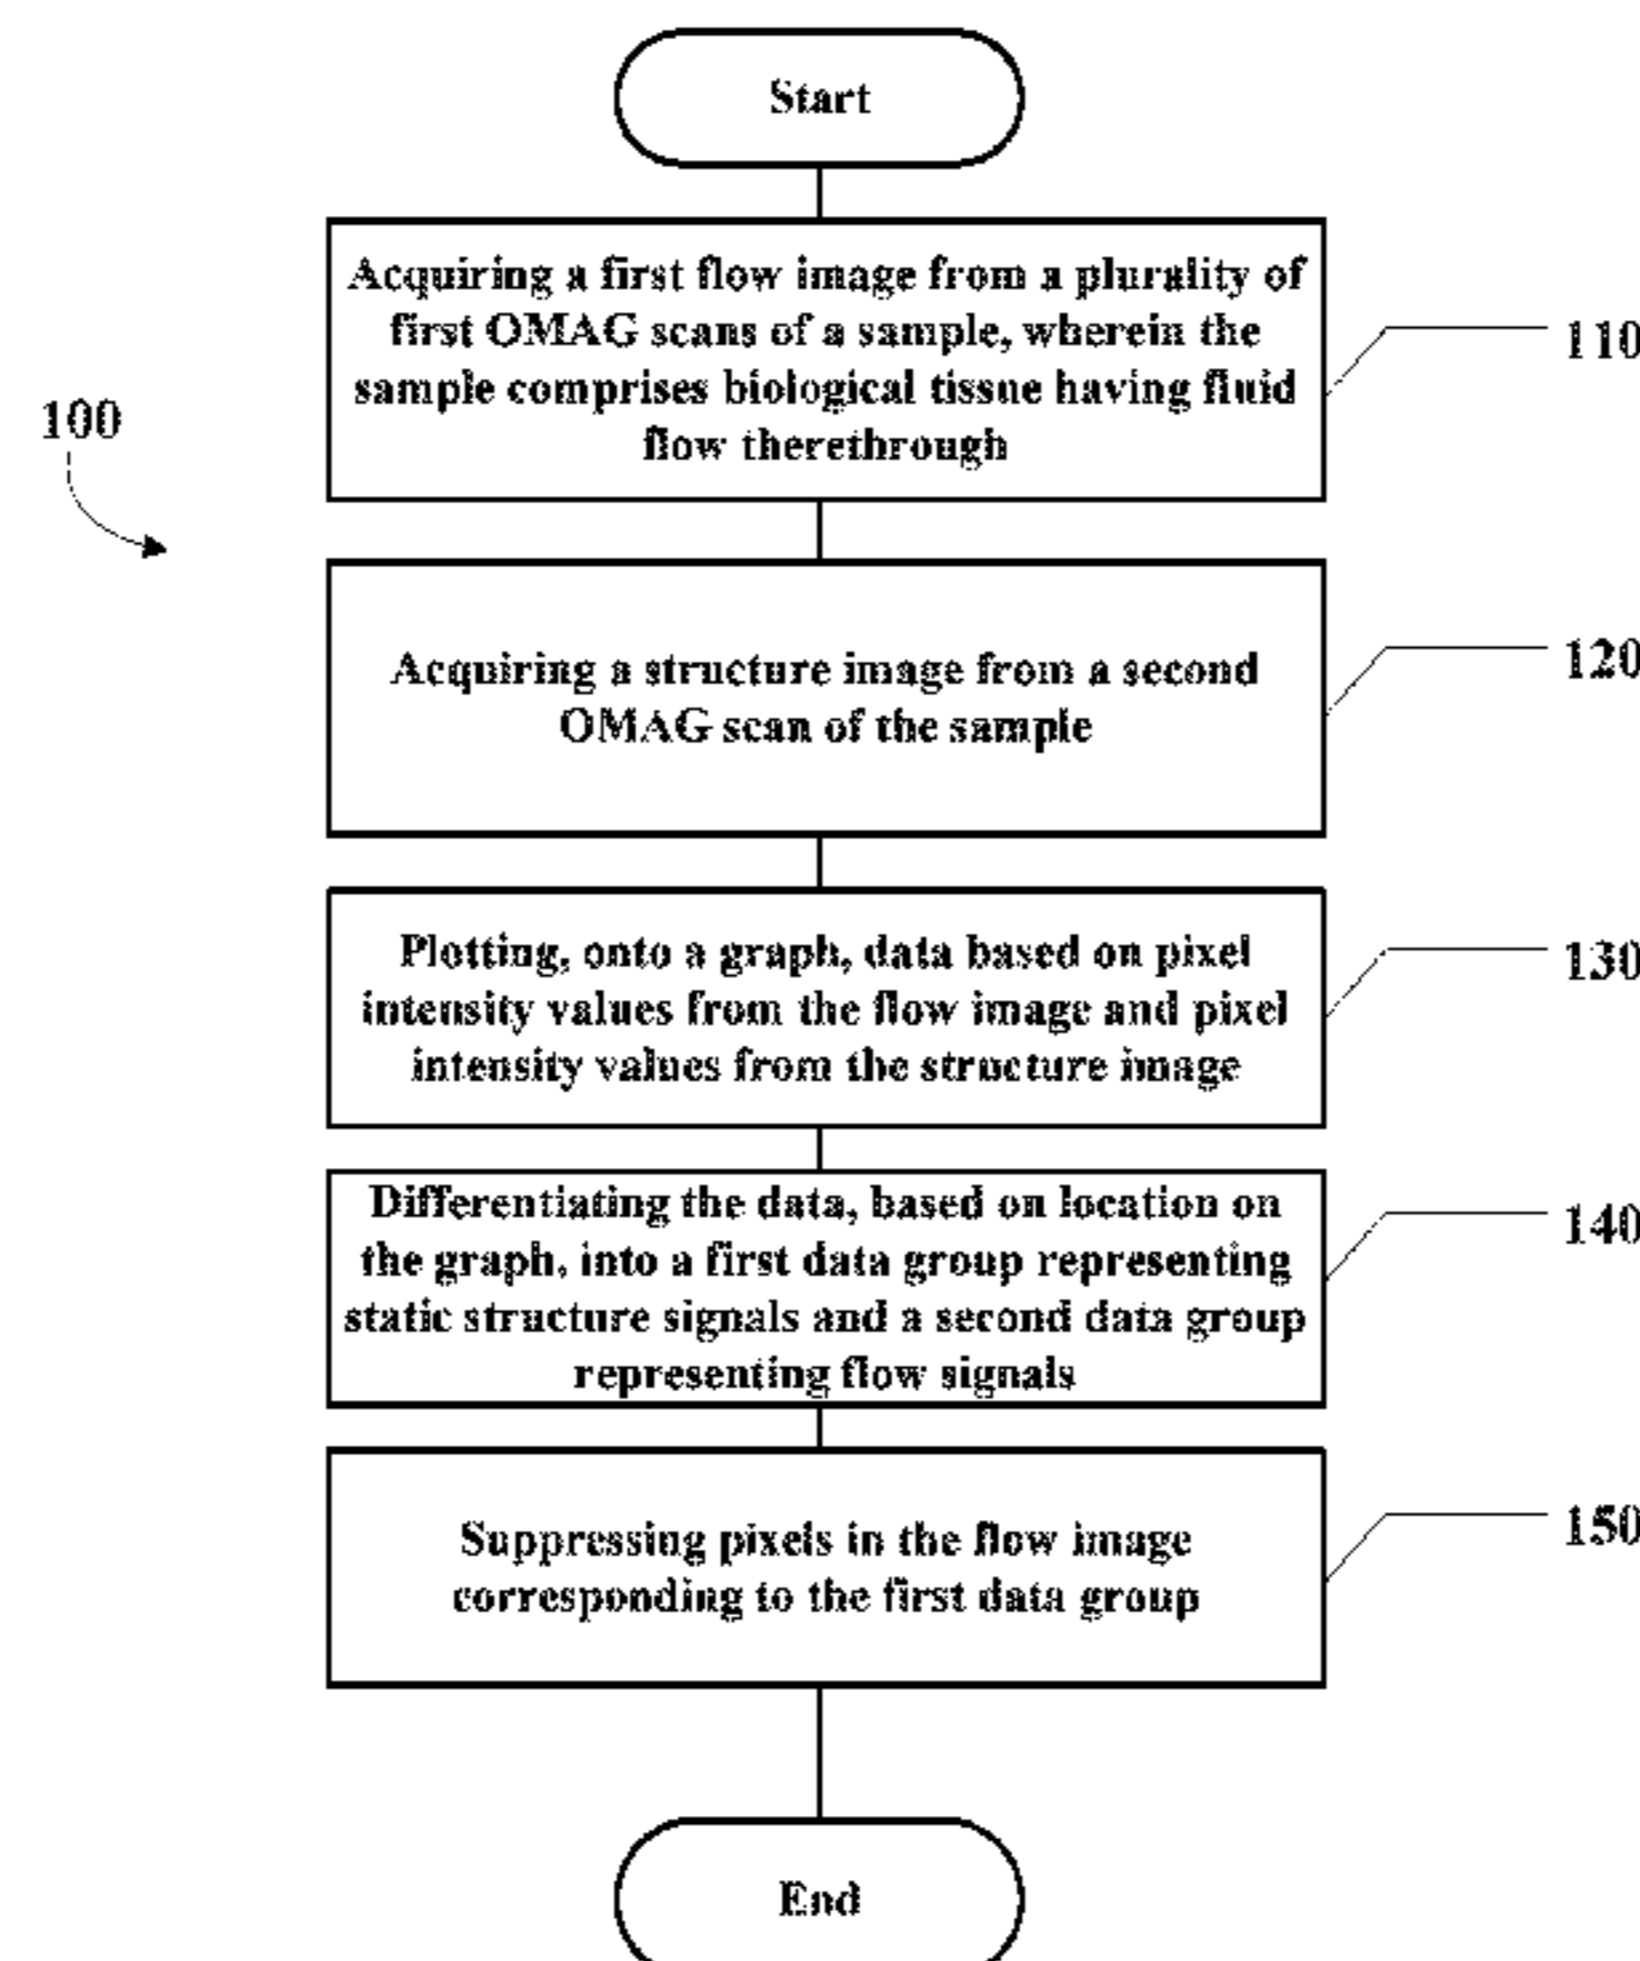 Start
Acquiring a first flow image from a plurality of
first OMAG scans of a sample, wherein the
sample comprises biological tissue having fluid
flow therethrough
110
100
Acquiring a structure image from a second
OMAG scan of the sample
120
Plotting, onto a graph, data based on pixel
intensity values from the flow image and pixel
intensity values from the structure image
130
Differentiating the data, based on location on
the graph, into a first data group representing
static structure signals and a second data group
representing flow signals
140
Suppressing pixels in the flow image
corresponding to the first data group
150
End